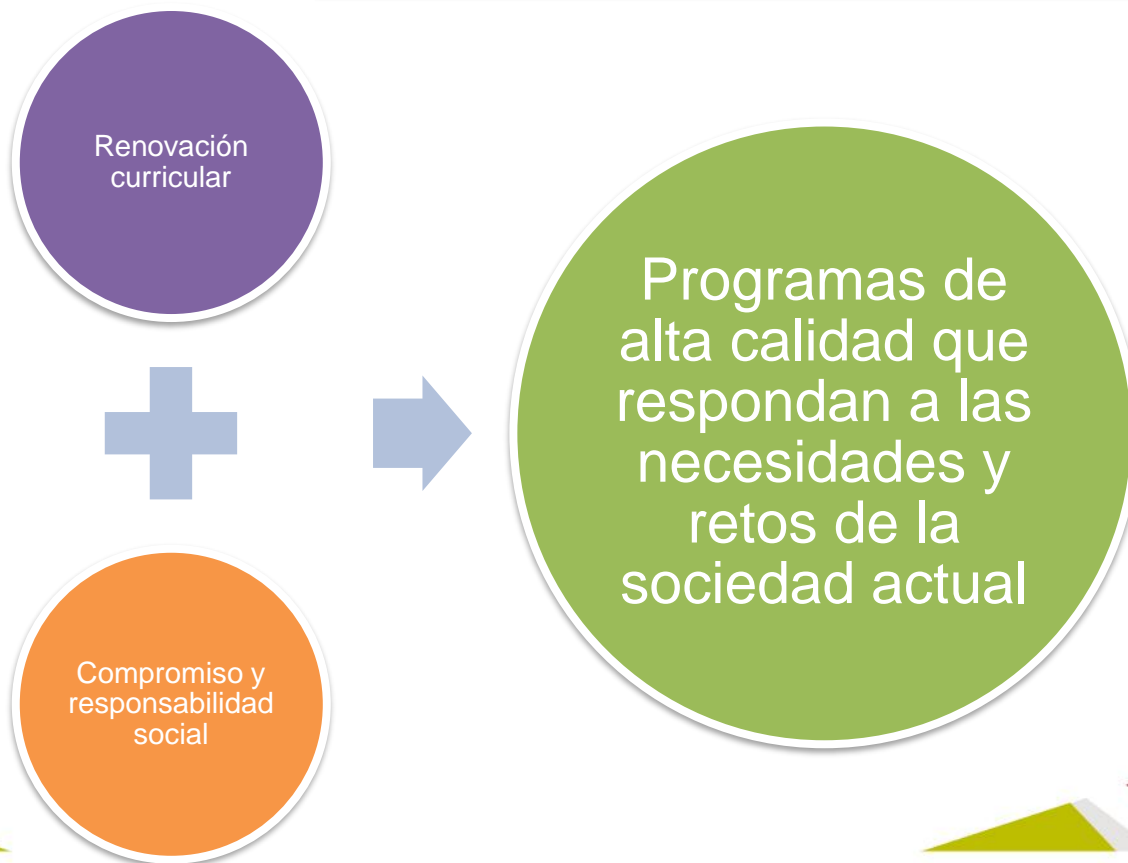 Renovación
curricular
Compromiso y
responsabilidad
social
Programas de
alta calidad que
respondan a las
necesidades y
retos de la
sociedad actual